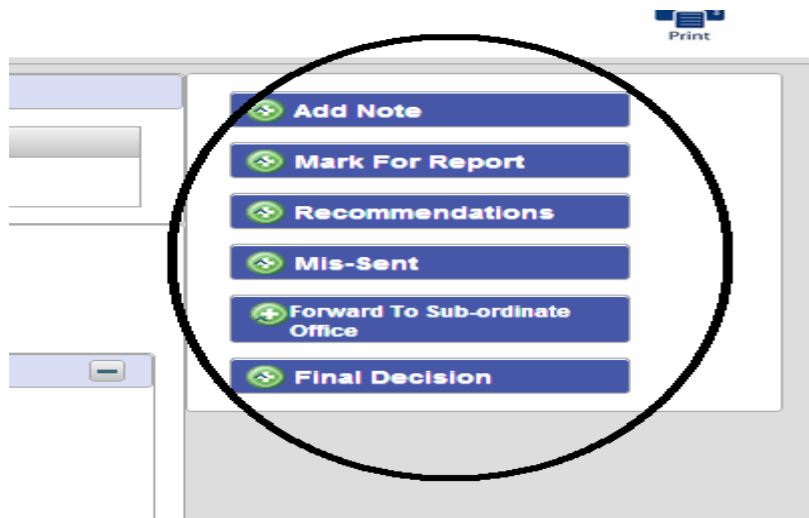 Print
Add Note
Mark For Report
Recommendations
Mis-Sent
Forward To Sub-ordinate
Office
Final Decision